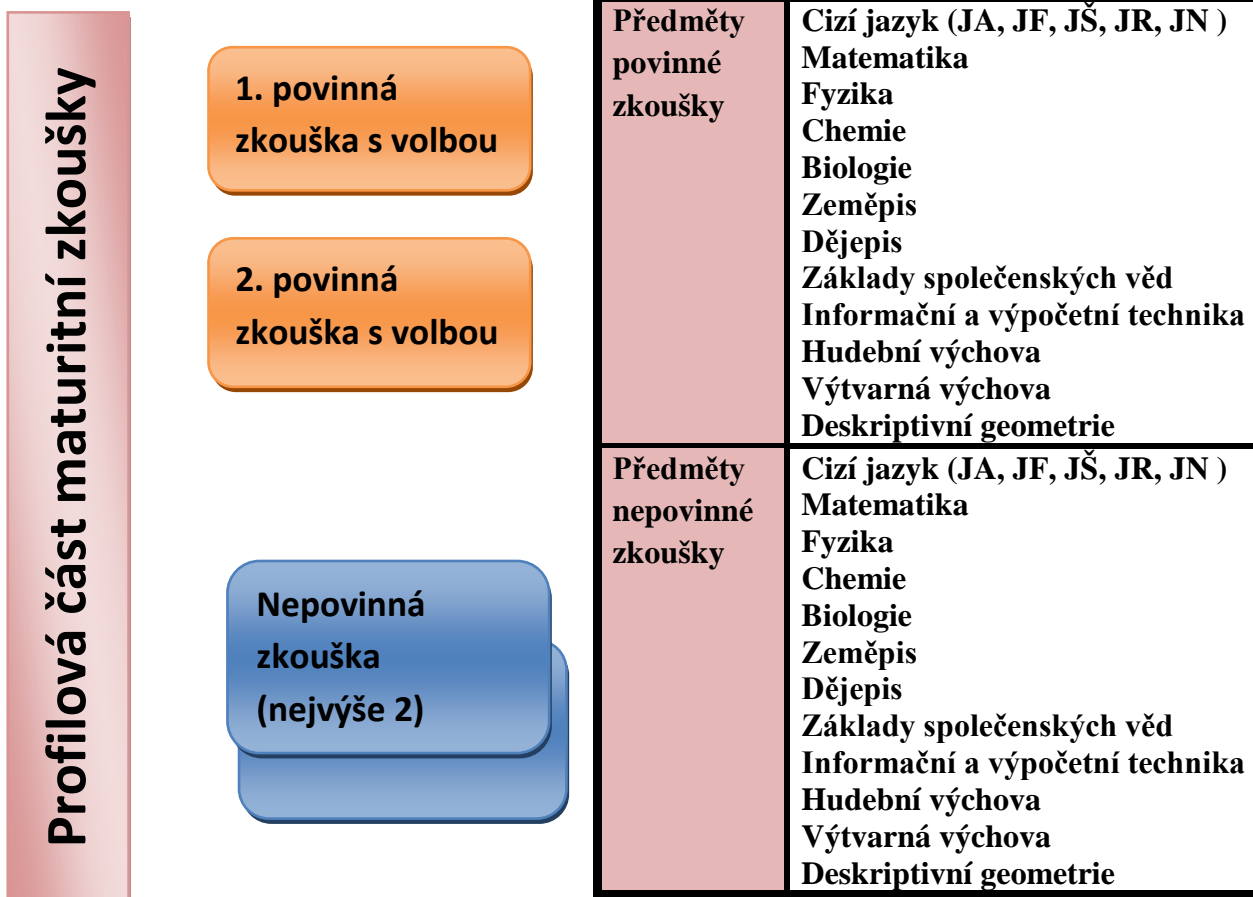 Profilová část maturitní zkoušky
1. povinná
zkouška s volbou
2. povinná
zkouška s volbou
Nepovinná
zkouška
(nejvýše 2)
Předměty
povinné
zkoušky
Cizí jazyk (JA, JF, JŠ, JR, JN )
Matematika
Fyzika
Chemie
Biologie
Zeměpis
Dějepis
Základy společenských věd
Informační a výpočetní technika
Hudební výchova
Výtvarná výchova
Deskriptivní geometrie
Předměty
nepovinné
zkoušky
Cizí jazyk (JA, JF, JŠ, JR, JN )
Matematika
Fyzika
Chemie
Biologie
Zeměpis
Dějepis
Základy společenských věd
Informační a výpočetní technika
Hudební výchova
Výtvarná výchova
Deskriptivní geometrie